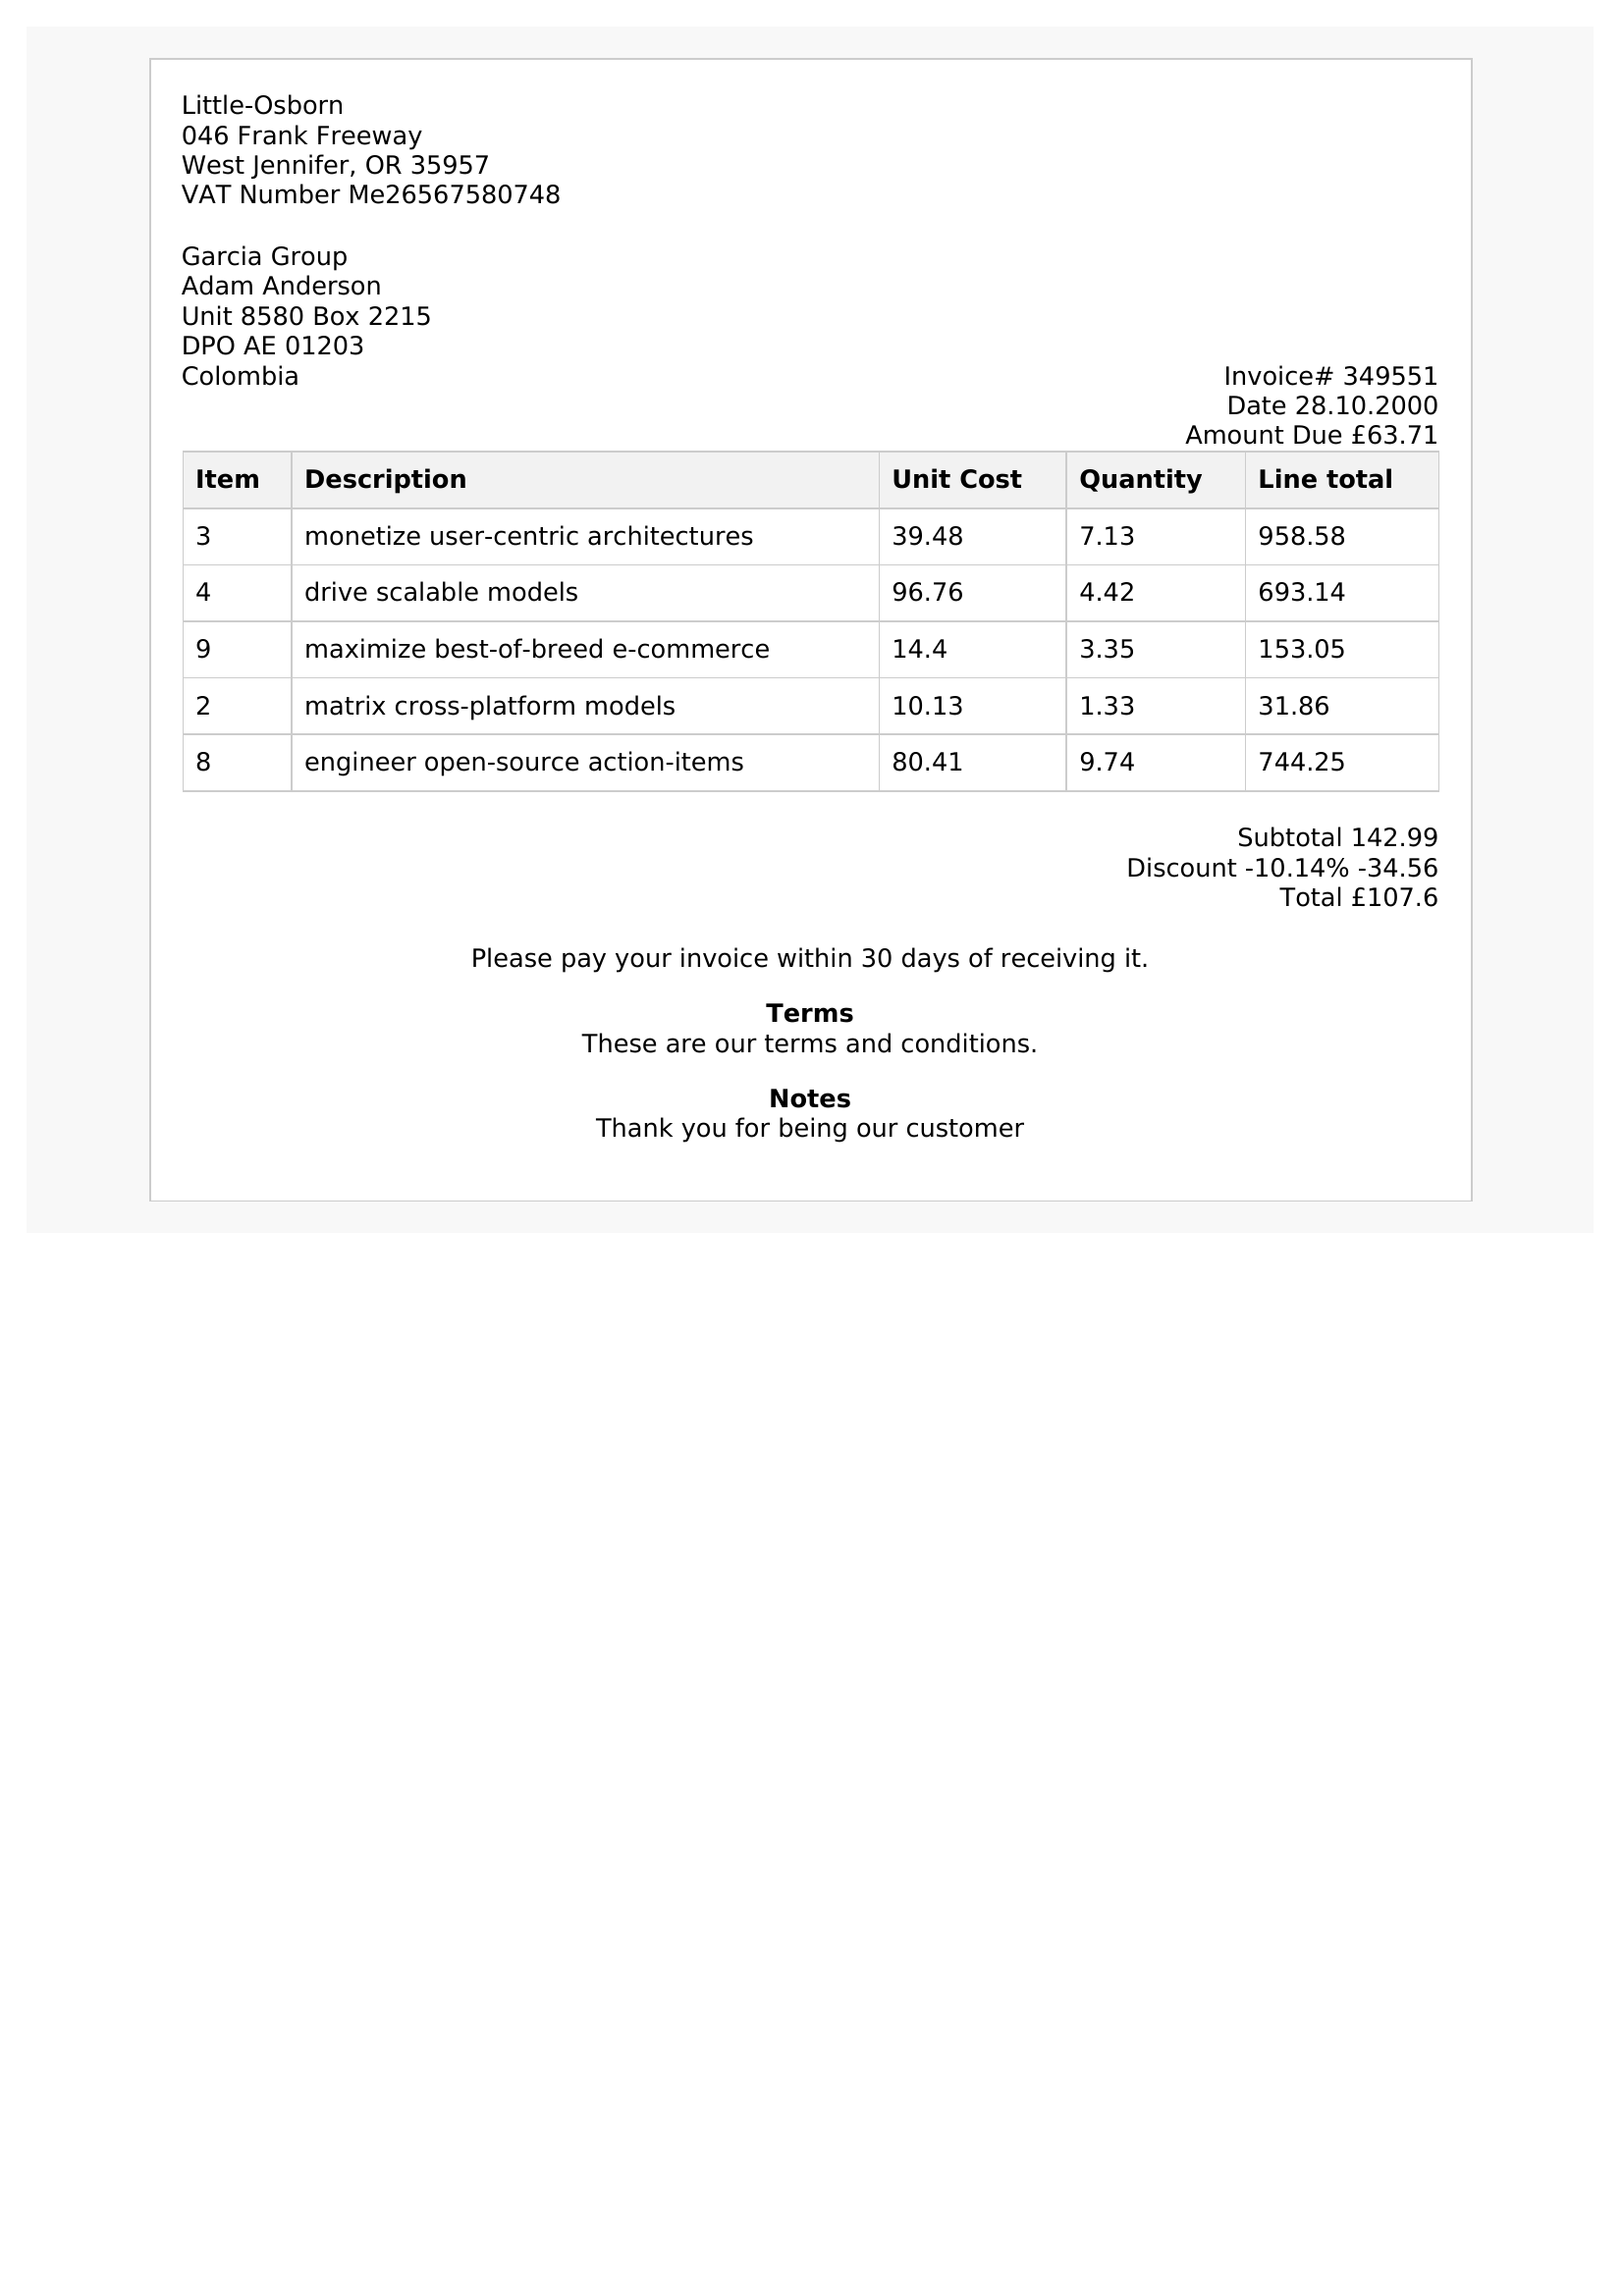 Little-Osborn
046 Frank Freeway
West Jennifer, OR 35957
VAT Number Me26567580748
Garcia Group
Adam Anderson
Unit 8580 Box 2215
DPO AE 01203
Colombia
Invoice# 349551
Date 28.10.2000
Amount Due £63.71
Item Description Unit Cost Quantity Line total
3 monetize user-centric architectures 39.48 7.13 958.58
4 drive scalable models 96.76 4.42 693.14
9 maximize best-of-breed e-commerce 14.4 3.35 153.05
2 matrix cross-platform models 10.13 1.33 31.86
8 engineer open-source action-items 80.41 9.74 744.25
Subtotal 142.99
Discount -10.14% -34.56
Total £107.6
Please pay your invoice within 30 days of receiving it.
Terms
These are our terms and conditions.
Notes
Thank you for being our customer